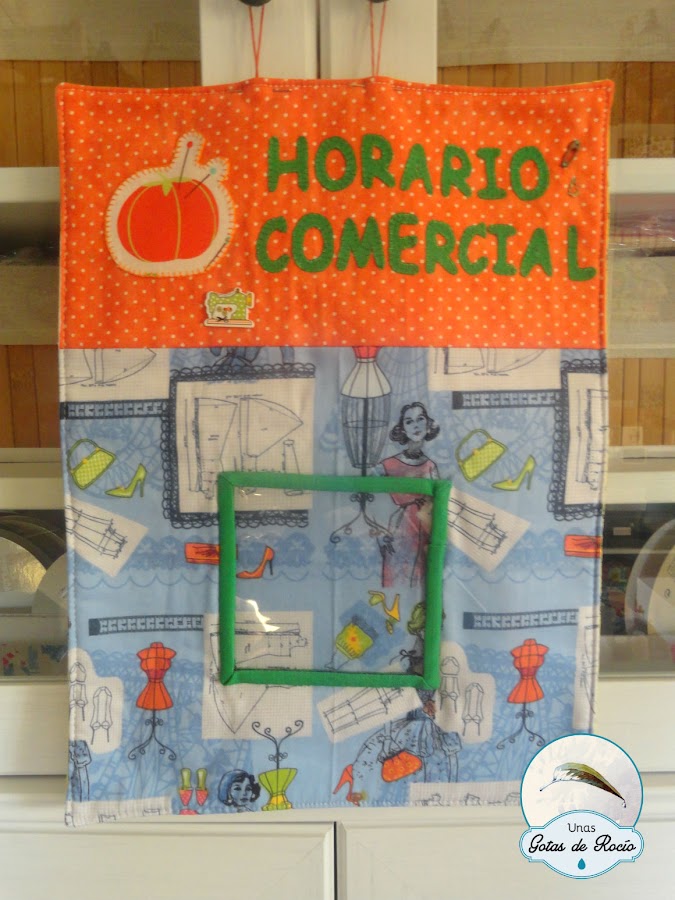 HORARIO
COMERCIAL
Unas
Gotas de Rocío